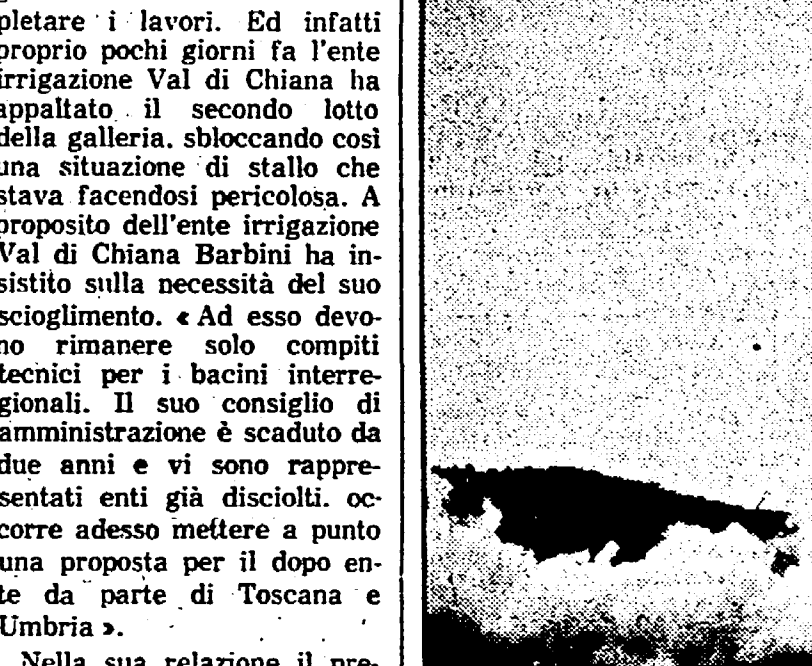 pletare i lavori. Ed infatti
proprio pochi giorni fa l'ente
irrigazione Val di Chiana ha
appaltato il secondo lotto
della galleria. sbloccando così
una situazione di stallo che
stava facendosi pericolosa. A
proposito dell'ente irrigazione
Val di Chiana Barbini ha in-
sistito sulla necessità del suo
scioglimento. « Ad esso devo-
no rimanere solo compiti
tecnici per i bacini interre-
gionali. Il suo consiglio di
amministrazione è scaduto da
due anni e vi sono rappre-
sentati enti già disciolti. oc-
corre adesso mettere a punto
una proposta per il dopo en-
te da parte di Toscana e
Umbria ».
Nella sua relazione il pre-